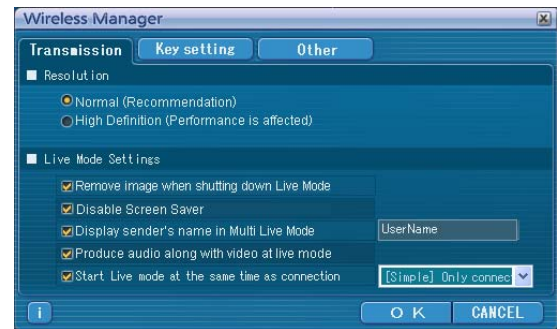 Wireless Manager
Transmission Key setting Other
Resolution
Normal (Recommendation)
High Definition (Performance is affected)
Live Mode Settings
Remove image when shutting down Live Mode
Disable Screen Saver
Display sender's name in Multi Live Mode UserName
Produce audio along with video at live mode
Start Live mode at the same time as connection [Simple] Only connec
i OK CANCEL